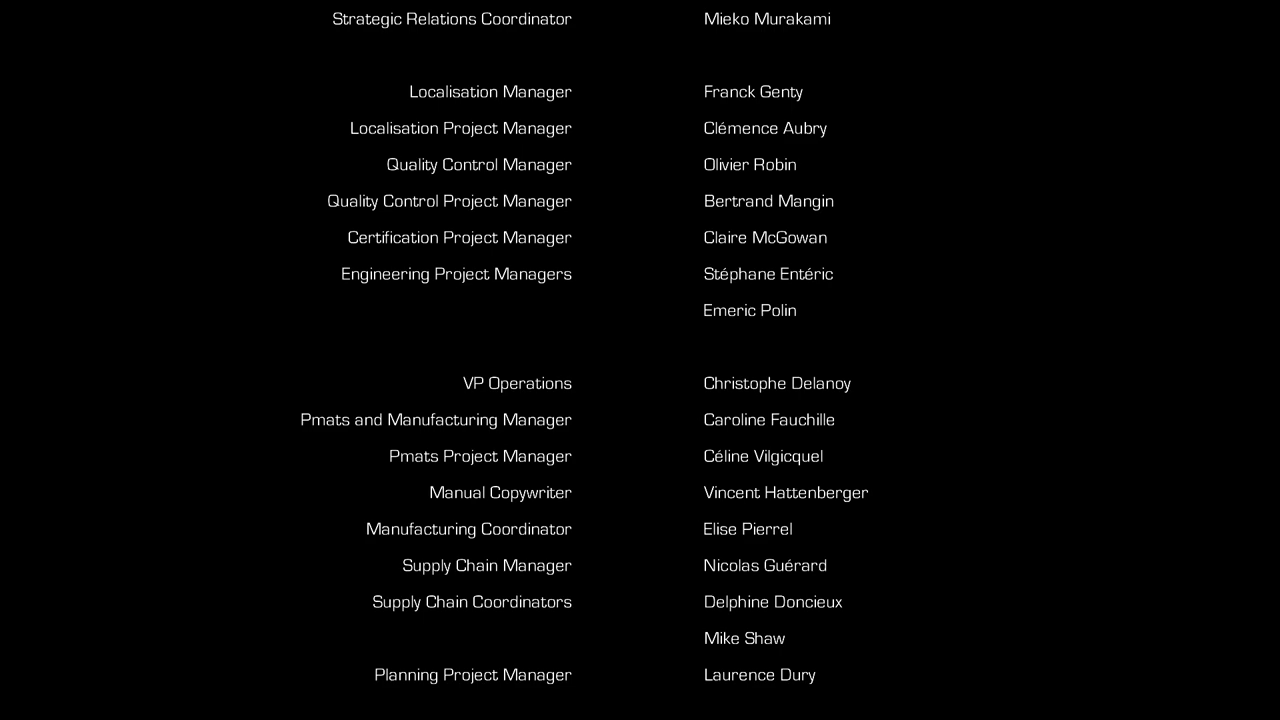 Strategic Relations Coordinator Mieko Murakami
Localisation Manager Franck Genty
Localisation Project Manager Clémence Aubry
Quality Control Manager Olivier Robin
Quality Control Project Manager Bertrand Mangin
Certification Project Manager Claire McGowan
Engineering Project Managers Stéphane Entéric
Emeric Polin
VP Operations Christophe Delanoy
Pmats and Manufacturing Manager Caroline Fauchille
Pmats Project Manager Céline Vilgicquel
Manual Copywriter Vincent Hattenberger
Manufacturing Coordinator Elise Pierrel
Supply Chain Manager Nicolas Guérard
Supply Chain Coordinators Delphine Doncieux
Mike Shaw
Planning Project Manager Laurence Dury